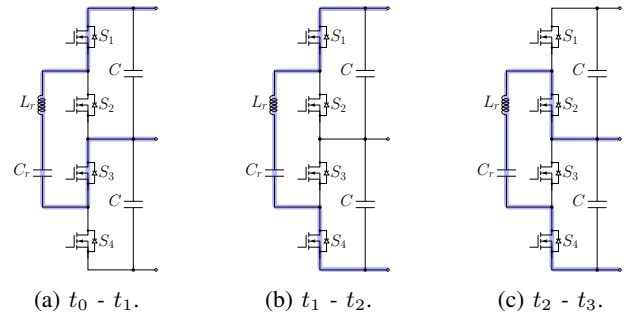 S₁ S₁ S₁
C C C
Lᵣ S₂ Lᵣ S₂ Lᵣ S₂
Cᵣ S₃ Cᵣ S₃ Cᵣ S₃
C C C
S₄ S₄ S₄
(a) t₀ - t₁. (b) t₁ - t₂. (c) t₂ - t₃.